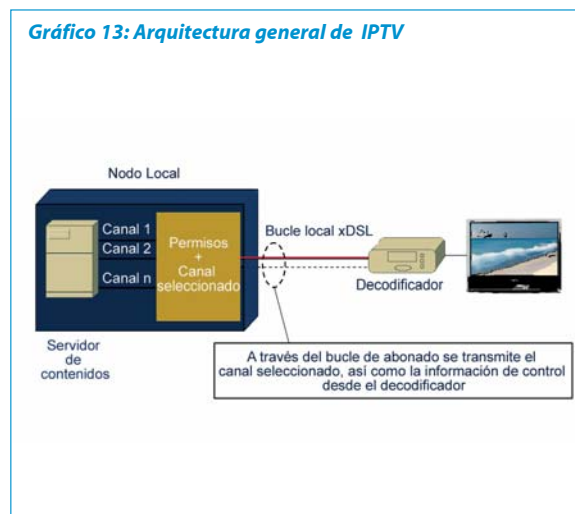 Gráfico 13: Arquitectura general de IPTV
Nodo Local
Canal 1
Canal 2
Canal n
Permisos
+
Canal
seleccionado
Bucle local xDSL
Decodificador
Servidor
de
contenidos
A través del bucle de abonado se transmite el
canal seleccionado, así como la información de control
desde el decodificador